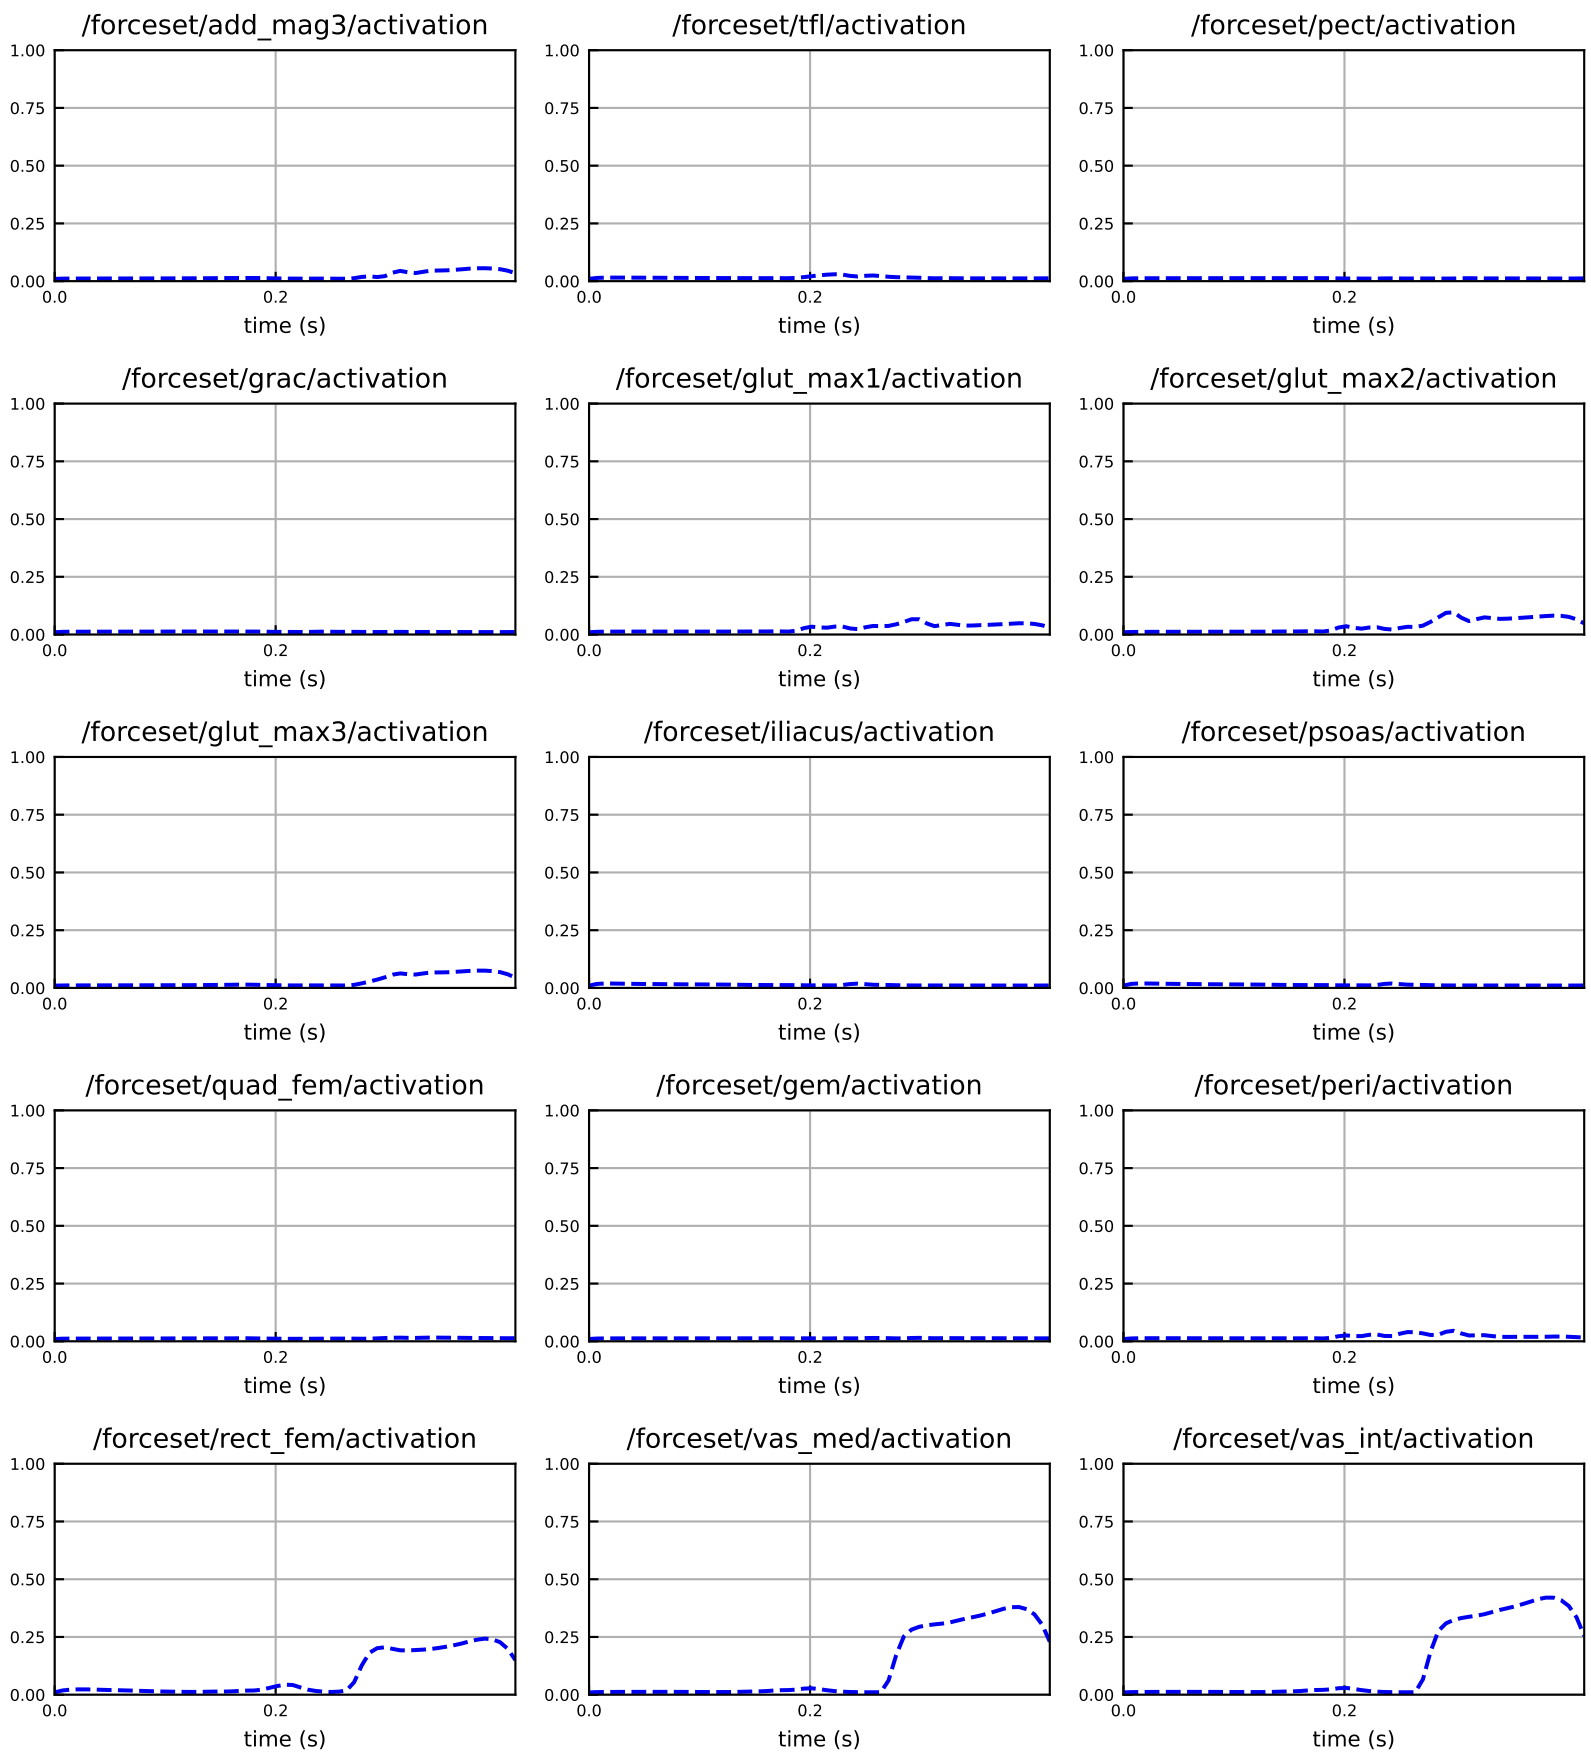 /forceset/add_mag3/activation /forceset/tfl/activation /forceset/pect/activation
1.00 1.00 1.00
0.75 0.75 0.75
0.50 0.50 0.50
0.25 0.25 0.25
0.00 0.00 0.00
0.0 0.2 0.0 0.2 0.0 0.2
time (s) time (s) time (s)
/forceset/grac/activation /forceset/glut_max1/activation /forceset/glut_max2/activation
1.00 1.00 1.00
0.75 0.75 0.75
0.50 0.50 0.50
0.25 0.25 0.25
0.00 0.00 0.00
0.0 0.2 0.0 0.2 0.0 0.2
time (s) time (s) time (s)
/forceset/glut_max3/activation /forceset/iliacus/activation /forceset/psoas/activation
1.00 1.00 1.00
0.75 0.75 0.75
0.50 0.50 0.50
0.25 0.25 0.25
0.00 0.00 0.00
0.0 0.2 0.0 0.2 0.0 0.2
time (s) time (s) time (s)
/forceset/quad_fem/activation /forceset/gem/activation /forceset/peri/activation
1.00 1.00 1.00
0.75 0.75 0.75
0.50 0.50 0.50
0.25 0.25 0.25
0.00 0.00 0.00
0.0 0.2 0.0 0.2 0.0 0.2
time (s) time (s) time (s)
/forceset/rect_fem/activation /forceset/vas_med/activation /forceset/vas_int/activation
1.00 1.00 1.00
0.75 0.75 0.75
0.50 0.50 0.50
0.25 0.25 0.25
0.00 0.00 0.00
0.0 0.2 0.0 0.2 0.0 0.2
time (s) time (s) time (s)